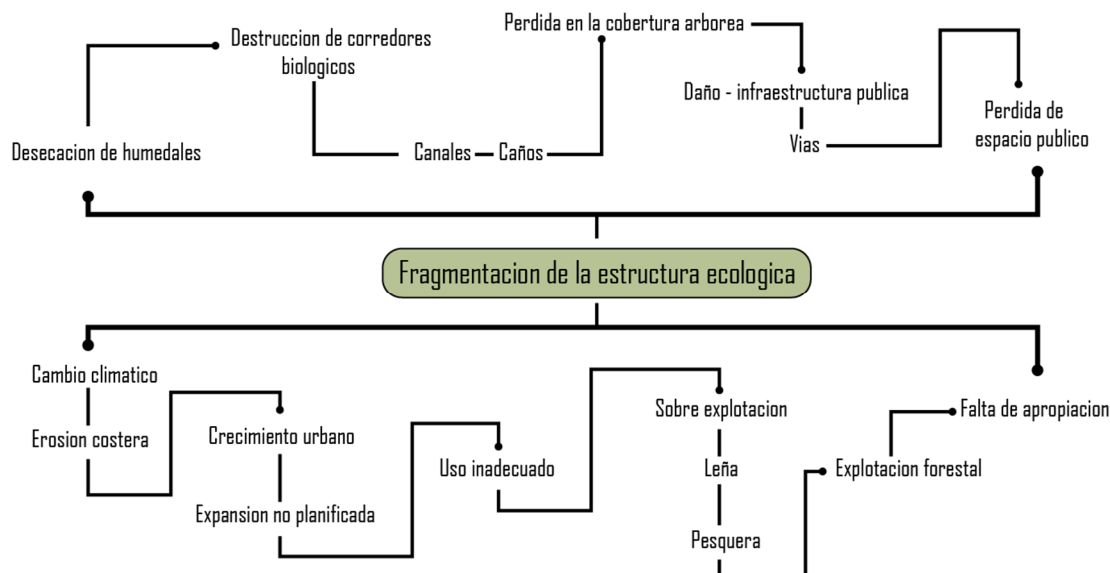 Perdida en la cobertura arborea
Destruccion de corredores
biologicos
Daño - infraestructura publica
Perdida de
espacio publico
Desecacion de humedales
Canales
Caños
Vias
Fragmentacion de la estructura ecologica
Cambio climatico
Erosion costera
Crecimiento urbano
Expansion no planificada
Uso inadecuado
Sobre explotacion
Leña
Pesquera
Explotacion forestal
Falta de apropiacion